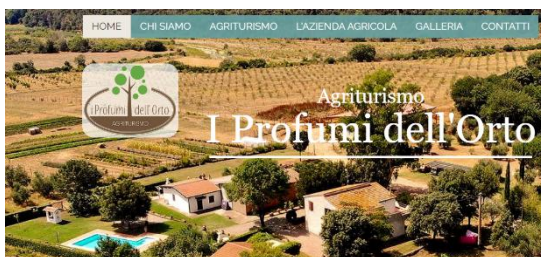 HOME CHI SIAMO AGRITURISMO L'AZIENDA AGRICOLA GALLERIA CONTATTI
i Profumi dell'Orto
AGRITURISMO
Agriturismo
I Profumi dell'Orto